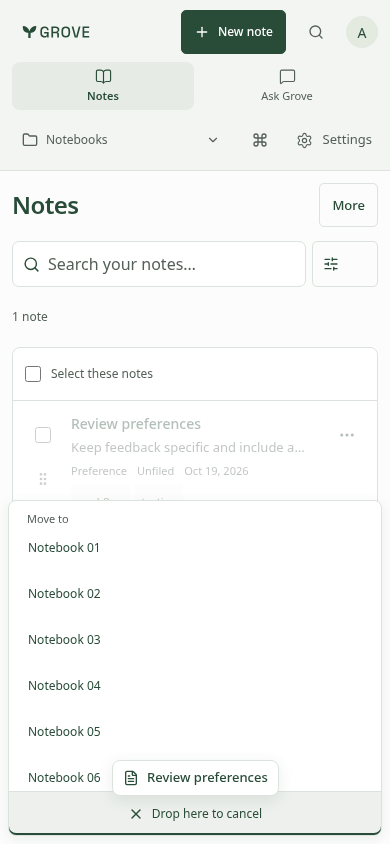 GROVE
New note
A
Notes
Ask Grove
Notebooks
Settings
Notes
More
Search your notes...
1 note
Select these notes
Review preferences
Keep feedback specific and include a...
Preference Unfiled Oct 19, 2026
Move to
Notebook 01
Notebook 02
Notebook 03
Notebook 04
Notebook 05
Notebook 06
Review preferences
Drop here to cancel